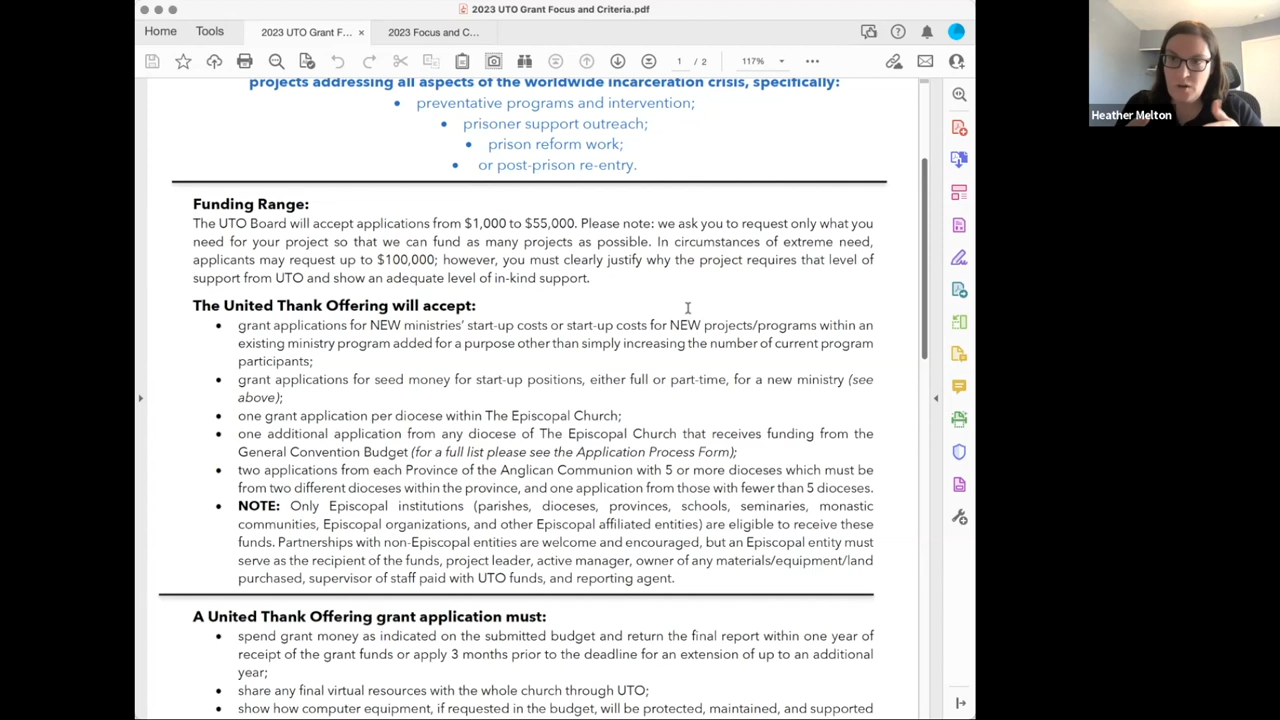 2023 UTO Grant Focus and Criteria.pdf
Home Tools 2023 UTO Grant F... × 2023 Focus and C...
1 / 2 117%
projects addressing all aspects of the worldwide incarceration crisis, specifically:
• preventative programs and intervention;
• prisoner support outreach;
• prison reform work;
• or post-prison re-entry.
Funding Range:
The UTO Board will accept applications from $1,000 to $55,000. Please note: we ask you to request only what you
need for your project so that we can fund as many projects as possible. In circumstances of extreme need,
applicants may request up to $100,000; however, you must clearly justify why the project requires that level of
support from UTO and show an adequate level of in-kind support.
The United Thank Offering will accept:
• grant applications for NEW ministries' start-up costs or start-up costs for NEW projects/programs within an
existing ministry program added for a purpose other than simply increasing the number of current program
participants;
• grant applications for seed money for start-up positions, either full or part-time, for a new ministry (see
above);
• one grant application per diocese within The Episcopal Church;
• one additional application from any diocese of The Episcopal Church that receives funding from the
General Convention Budget (for a full list please see the Application Process Form);
• two applications from each Province of the Anglican Communion with 5 or more dioceses which must be
from two different dioceses within the province, and one application from those with fewer than 5 dioceses.
• NOTE: Only Episcopal institutions (parishes, dioceses, provinces, schools, seminaries, monastic
communities, Episcopal organizations, and other Episcopal affiliated entities) are eligible to receive these
funds. Partnerships with non-Episcopal entities are welcome and encouraged, but an Episcopal entity must
serve as the recipient of the funds, project leader, active manager, owner of any materials/equipment/land
purchased, supervisor of staff paid with UTO funds, and reporting agent.
A United Thank Offering grant application must:
• spend grant money as indicated on the submitted budget and return the final report within one year of
receipt of the grant funds or apply 3 months prior to the deadline for an extension of up to an additional
year;
• share any final virtual resources with the whole church through UTO;
• show how computer equipment, if requested in the budget, will be protected, maintained, and supported
Heather Melton